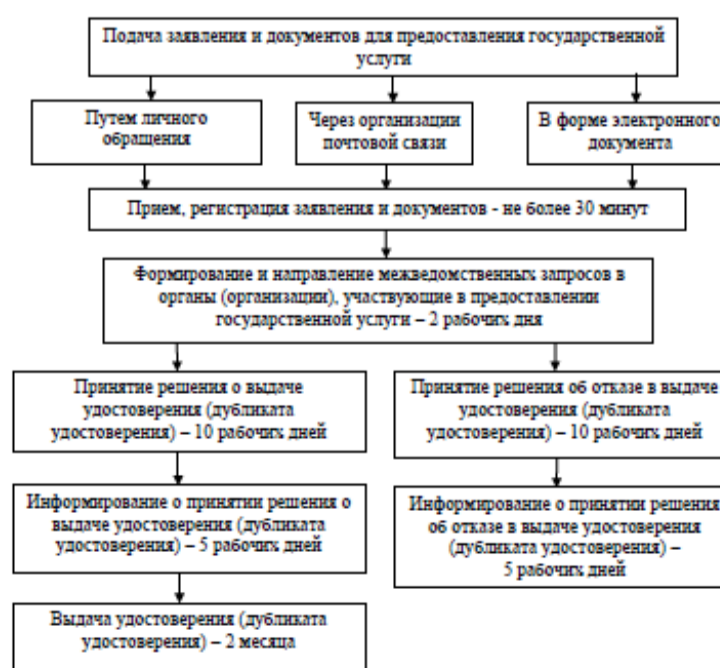 Подача заявления и документов для предоставления государственной
услуги
Путем личного
обращения
Через организации
почтовой связи
В форме электронного
документа
Прием, регистрация заявления и документов - не более 30 минут
Формирование и направление межведомственных запросов в
органы (организации), участвующие в предоставлении
государственной услуги – 2 рабочих дня
Принятие решения о выдаче
удостоверения (дубликата
удостоверения) – 10 рабочих дней
Принятие решения об отказе в выдаче
удостоверения (дубликата
удостоверения) – 10 рабочих дней
Информирование о принятии решения о
выдаче удостоверения (дубликата
удостоверения) – 5 рабочих дней
Информирование о принятии решения
об отказе в выдаче удостоверения
(дубликата удостоверения) –
5 рабочих дней
Выдача удостоверения (дубликата
удостоверения) – 2 месяца